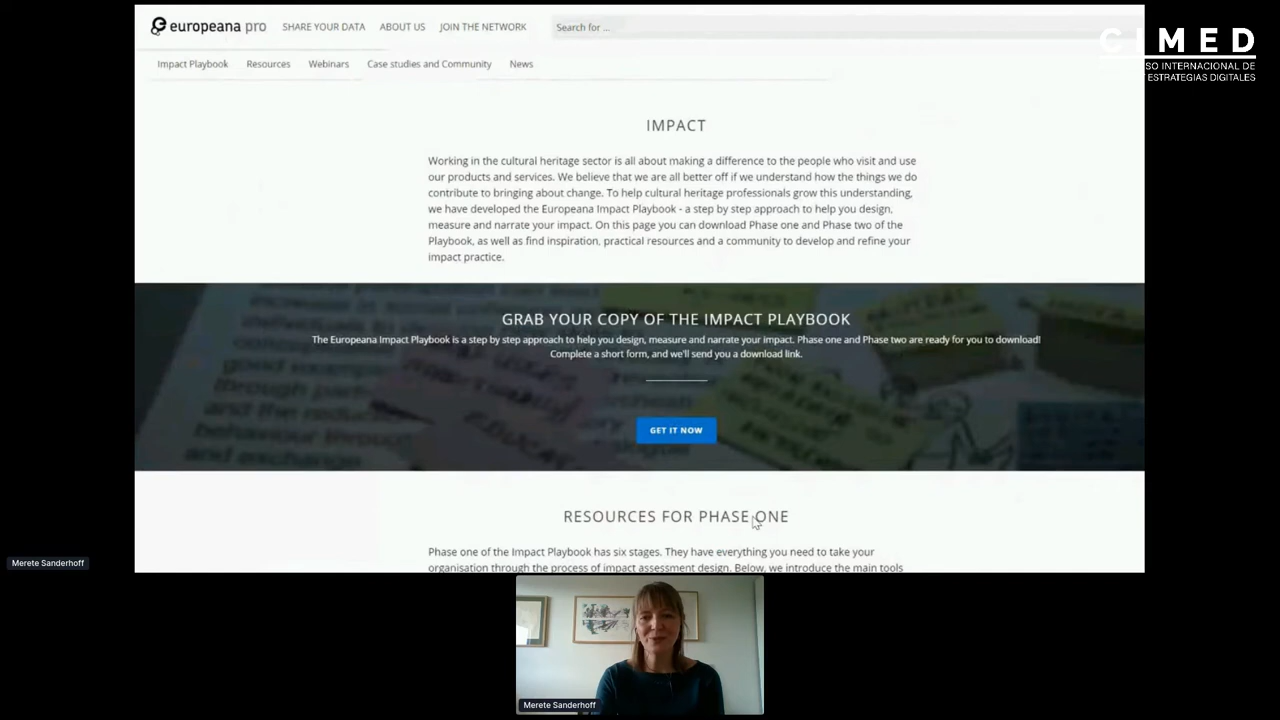 europeana pro
SHARE YOUR DATA
ABOUT US
JOIN THE NETWORK
Search for ...
CIMED
SO INTERNACIONAL DE
ESTRATEGIAS DIGITALES
Impact Playbook
Resources
Webinars
Case studies and Community
News
IMPACT
Working in the cultural heritage sector is all about making a difference to the people who visit and use
our products and services. We believe that we are all better off if we understand how the things we do
contribute to bringing about change. To help cultural heritage professionals grow this understanding,
we have developed the Europeana Impact Playbook - a step by step approach to help you design,
measure and narrate your impact. On this page you can download Phase one and Phase two of the
Playbook, as well as find inspiration, practical resources and a community to develop and refine your
impact practice.
GRAB YOUR COPY OF THE IMPACT PLAYBOOK
The Europeana Impact Playbook is a step by step approach to help you design, measure and narrate your impact. Phase one and Phase two are ready for you to download!
Complete a short form, and we'll send you a download link.
GET IT NOW
RESOURCES FOR PHASE ONE
Phase one of the Impact Playbook has six stages. They have everything you need to take your
organisation through the process of impact assessment design. Below, we introduce the main tools
Merete Sanderhoff
Merete Sanderhoff